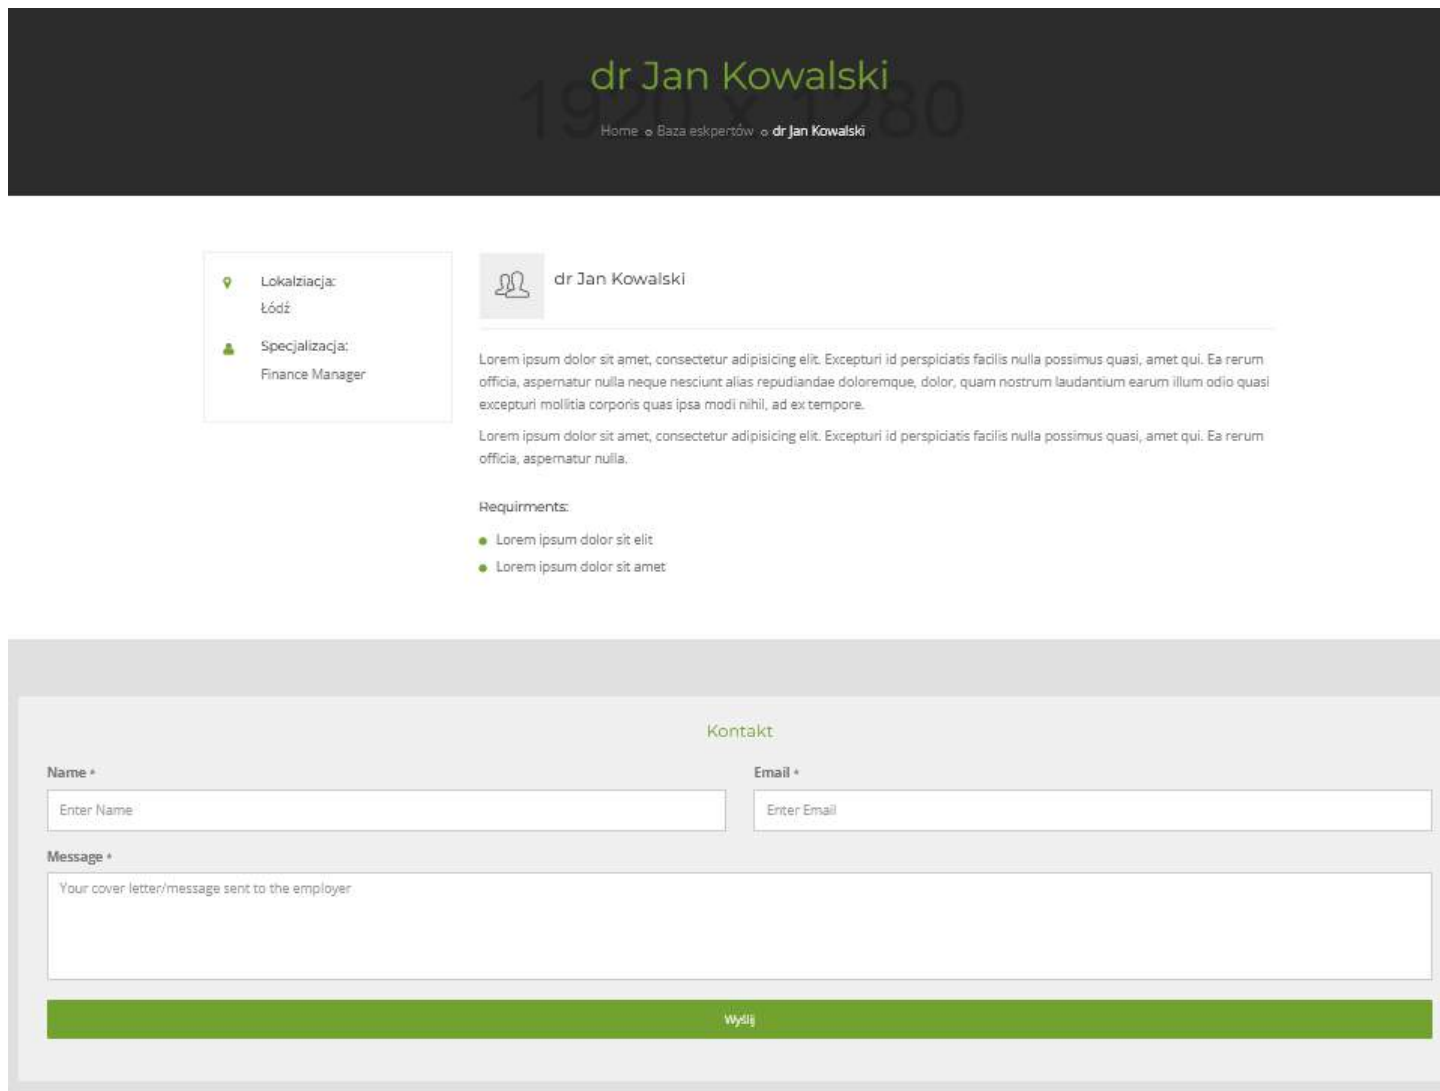 dr Jan Kowalski
1920 x 1280
Home o Baza eskpertów o dr Jan Kowalski
Lokalziacja:
Łódź
Specjalizacja:
Finance Manager
dr Jan Kowalski
Lorem ipsum dolor sit amet, consectetur adipisicing elit. Excepturi id perspiciatis facilis nulla possimus quasi, amet qui. Ea rerum
officia, aspernatur nulla neque nesciunt alias repudiandae doloremque, dolor, quam nostrum laudantium earum illum odio quasi
excepturi mollitia corporis quas ipsa modi nihil, ad ex tempore.
Lorem ipsum dolor sit amet, consectetur adipisicing elit. Excepturi id perspiciatis facilis nulla possimus quasi, amet qui. Ea rerum
officia, aspernatur nulla.
Requirments:
Lorem ipsum dolor sit elit
Lorem ipsum dolor sit amet
Kontakt
Name *
Email *
Enter Name
Enter Email
Message *
Your cover letter/message sent to the employer
Wyślij